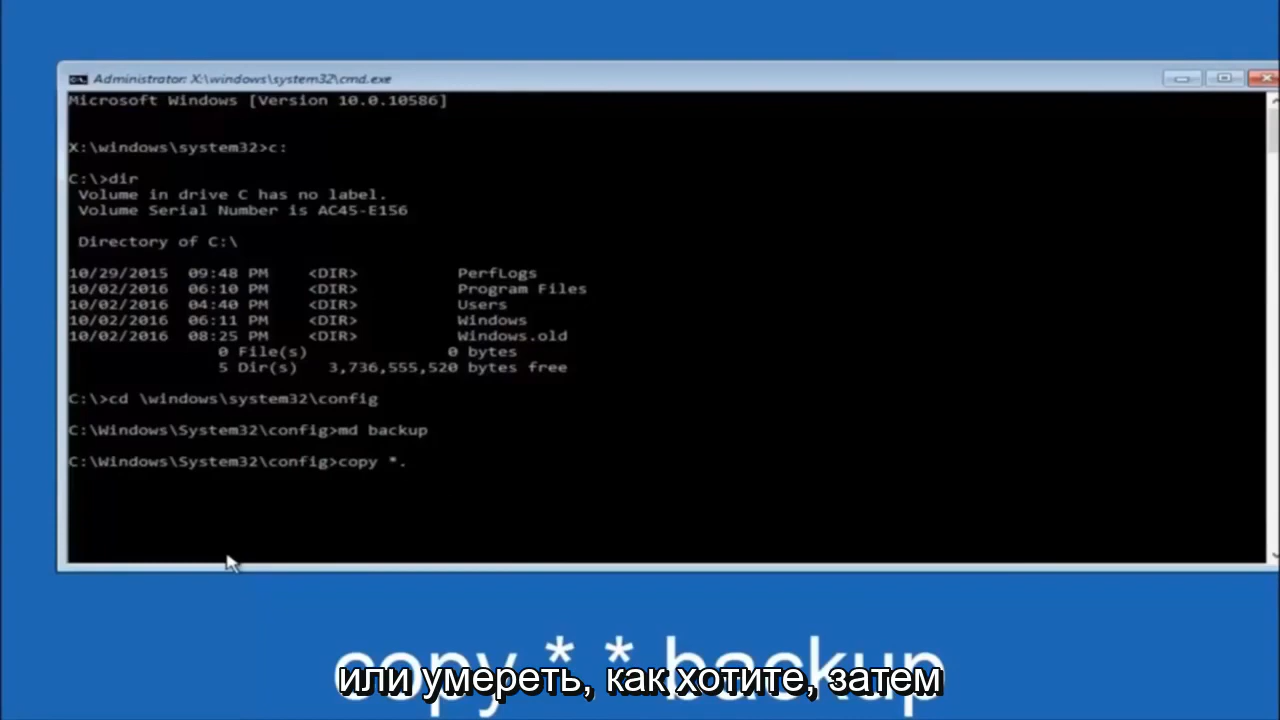 Administrator: X:\windows\system32\cmd.exe
Microsoft Windows [Version 10.0.10586]
X:\windows\system32>c:
C:\>dir
Volume in drive C has no label.
Volume Serial Number is AC45-E156
Directory of C:\
10/29/2015 09:48 PM <DIR> PerfLogs
10/02/2016 06:10 PM <DIR> Program Files
10/02/2016 04:40 PM <DIR> Users
10/02/2016 06:11 PM <DIR> Windows
10/02/2016 08:25 PM <DIR> Windows.old
0 File(s) 0 bytes
5 Dir(s) 3,736,555,520 bytes free
C:\>cd \windows\system32\config
C:\Windows\System32\config>md backup
C:\Windows\System32\config>copy *.
copy *.* backup
или умереть, как хотите, затем